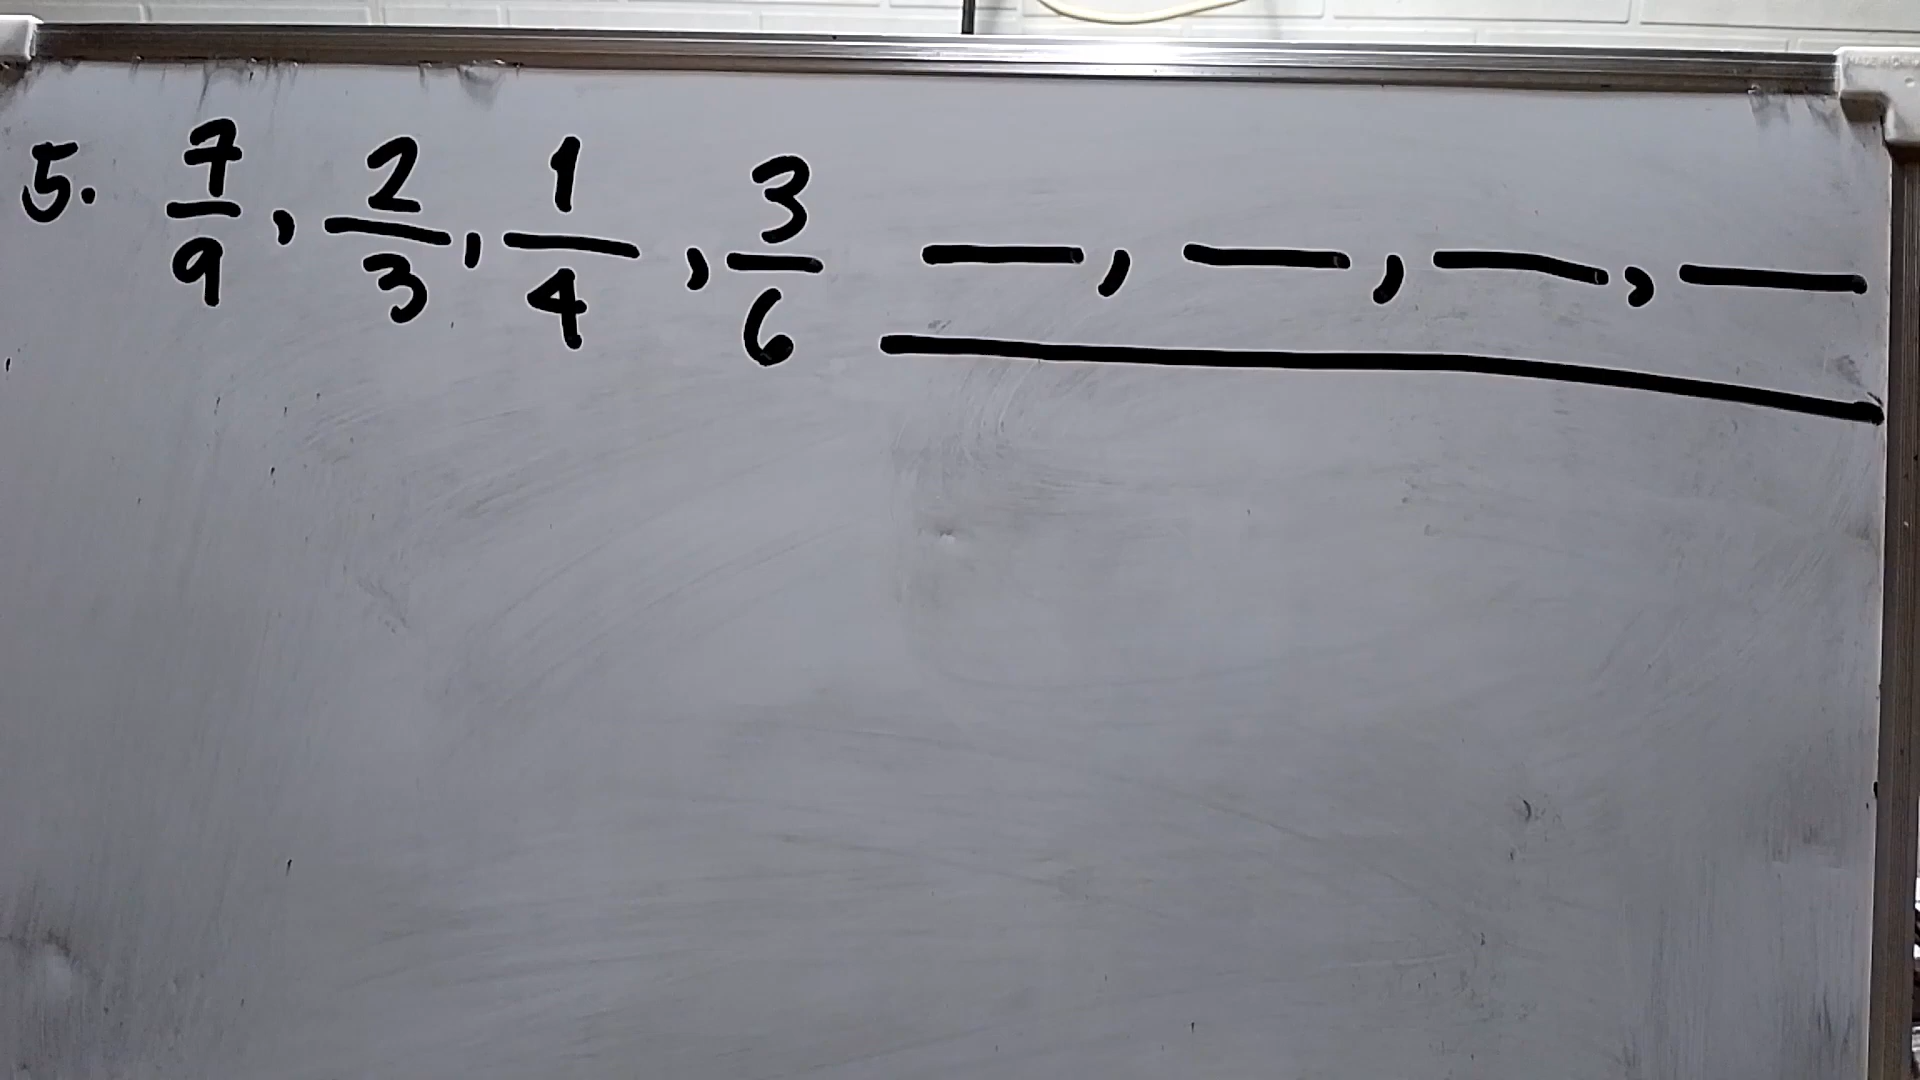 5. 7/9, 2/3, 1/4, 3/6 __, __, __, __